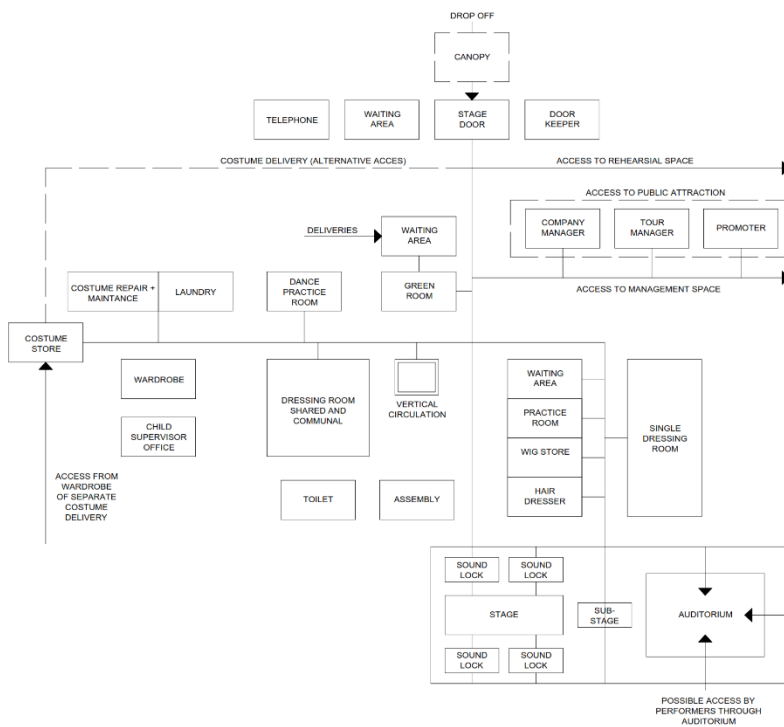 DROP OFF
CANOPY
TELEPHONE
WAITING
AREA
STAGE
DOOR
DOOR
KEEPER
COSTUME DELIVERY (ALTERNATIVE ACCES)
ACCESS TO REHEARSIAL SPACE
ACCESS TO PUBLIC ATTRACTION
COMPANY
MANAGER
TOUR
MANAGER
PROMOTER
DELIVERIES
WAITING
AREA
COSTUME REPAIR +
MAINTANCE
LAUNDRY
DANCE
PRACTICE
ROOM
GREEN
ROOM
ACCESS TO MANAGEMENT SPACE
COSTUME
STORE
WARDROBE
DRESSING ROOM
SHARED AND
COMMUNAL
VERTICAL
CIRCULATION
WAITING
AREA
PRACTICE
ROOM
WIG STORE
HAIR
DRESSER
SINGLE
DRESSING
ROOM
CHILD
SUPERVISOR
OFFICE
ACCESS FROM
WARDROBE
OF SEPARATE
COSTUME
DELIVERY
TOILET
ASSEMBLY
SOUND
LOCK
SOUND
LOCK
STAGE
SUB-
STAGE
AUDITORIUM
SOUND
LOCK
SOUND
LOCK
POSSIBLE ACCESS BY
PERFORMERS THROUGH
AUDITORIUM